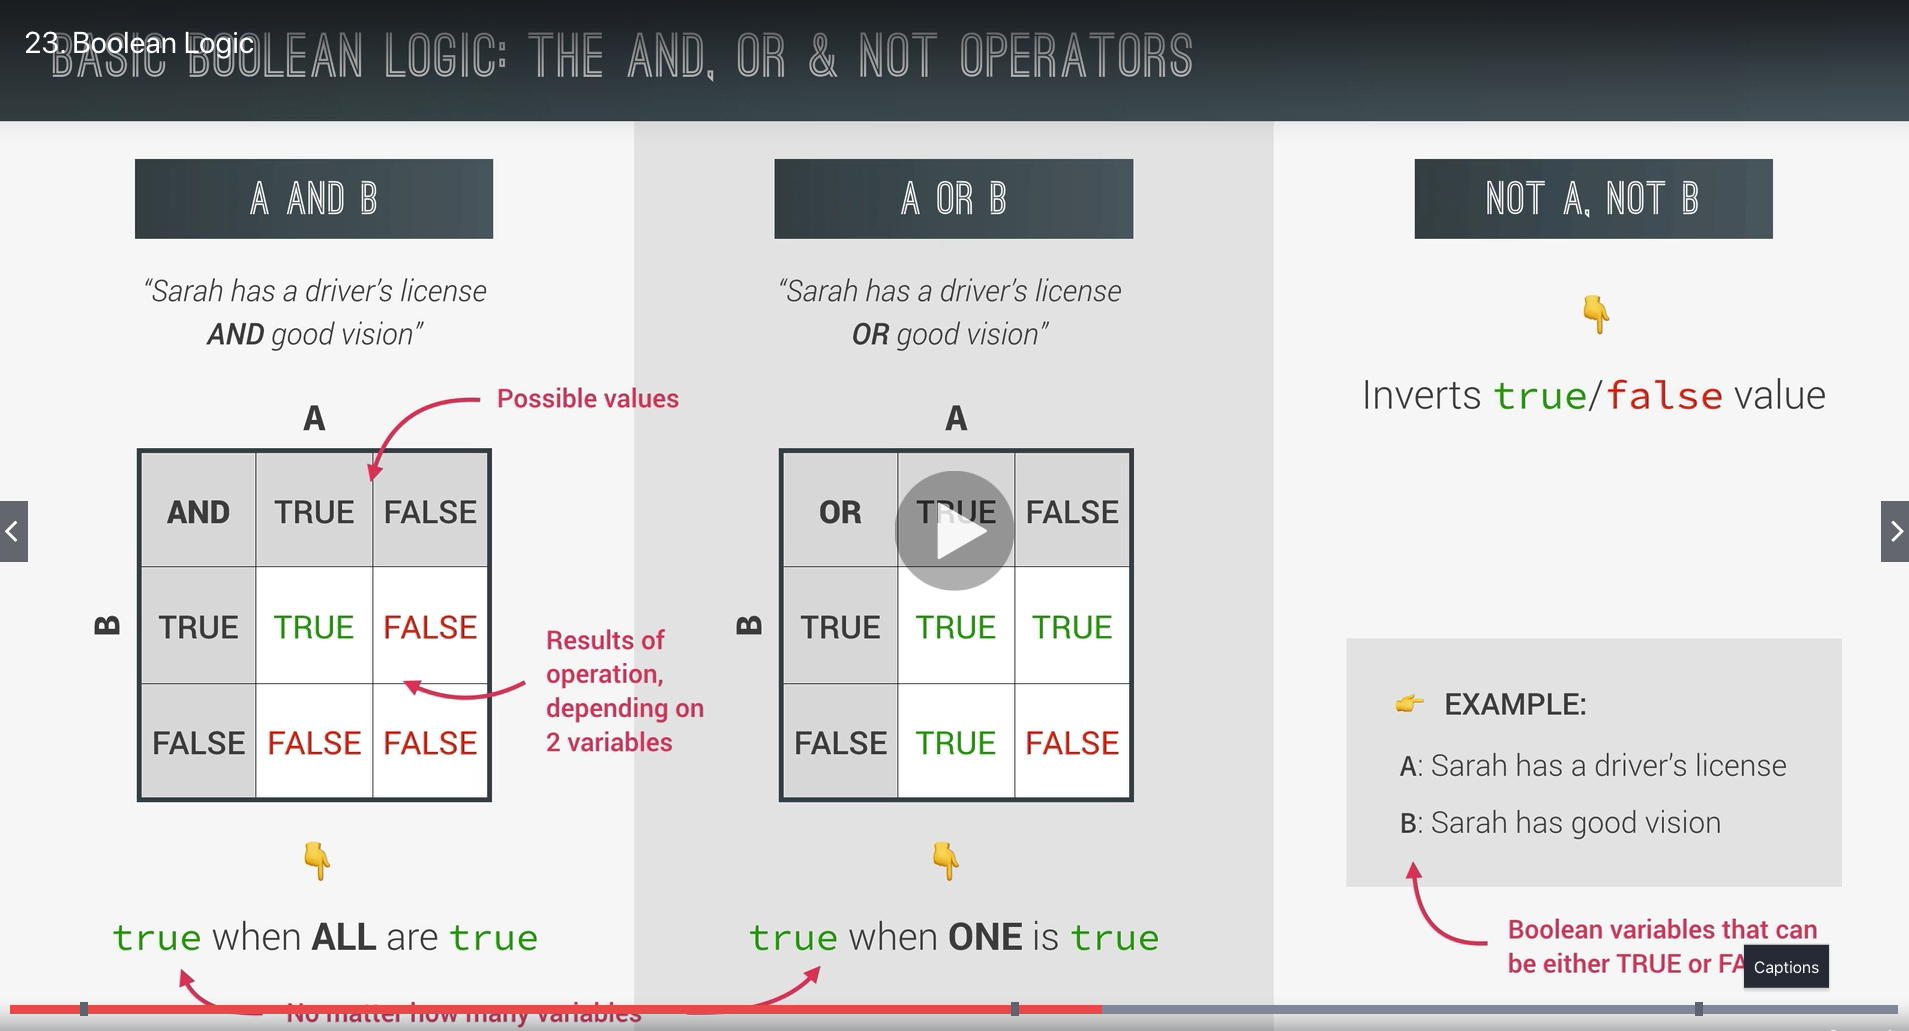 23. Boolean Logic
BASIC BOOLEAN LOGIC: THE AND, OR & NOT OPERATORS
A AND B
“Sarah has a driver’s license
AND good vision”
Possible values
A
AND TRUE FALSE
B
TRUE TRUE FALSE
FALSE FALSE FALSE
Results of
operation,
depending on
2 variables
true when ALL are true
No matter how many variables
A OR B
“Sarah has a driver’s license
OR good vision”
A
OR TRUE FALSE
B
TRUE TRUE TRUE
FALSE TRUE FALSE
true when ONE is true
NOT A, NOT B
Inverts true/false value
EXAMPLE:
A: Sarah has a driver’s license
B: Sarah has good vision
Boolean variables that can
be either TRUE or
Captions